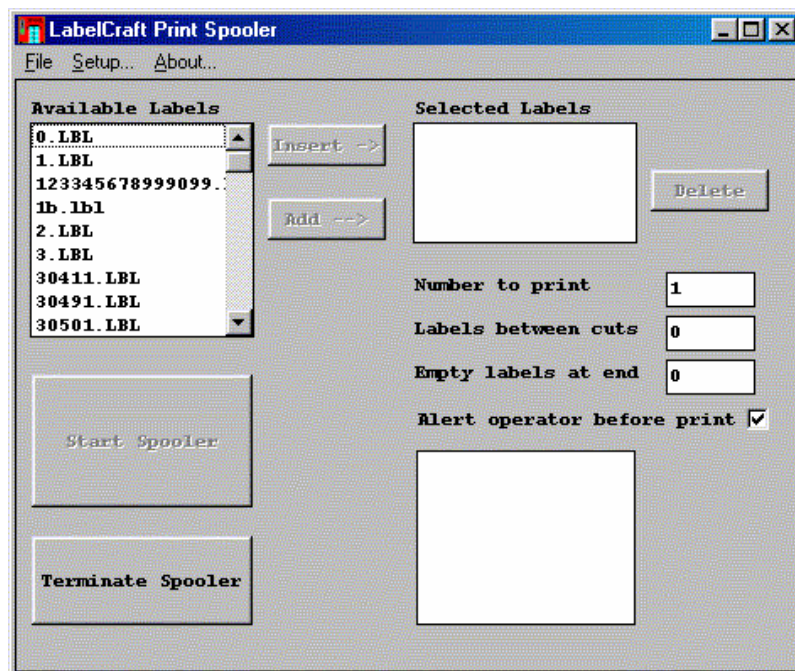 LabelCraft Print Spooler
File Setup... About...
Available Labels
0.LBL
1.LBL
123345678999099.
1b.lbl
2.LBL
3.LBL
30411.LBL
30491.LBL
30501.LBL
Insert ->
Add -->
Selected Labels
Delete
Number to print 1
Labels between cuts 0
Empty labels at end 0
Alert operator before print
Start Spooler
Terminate Spooler